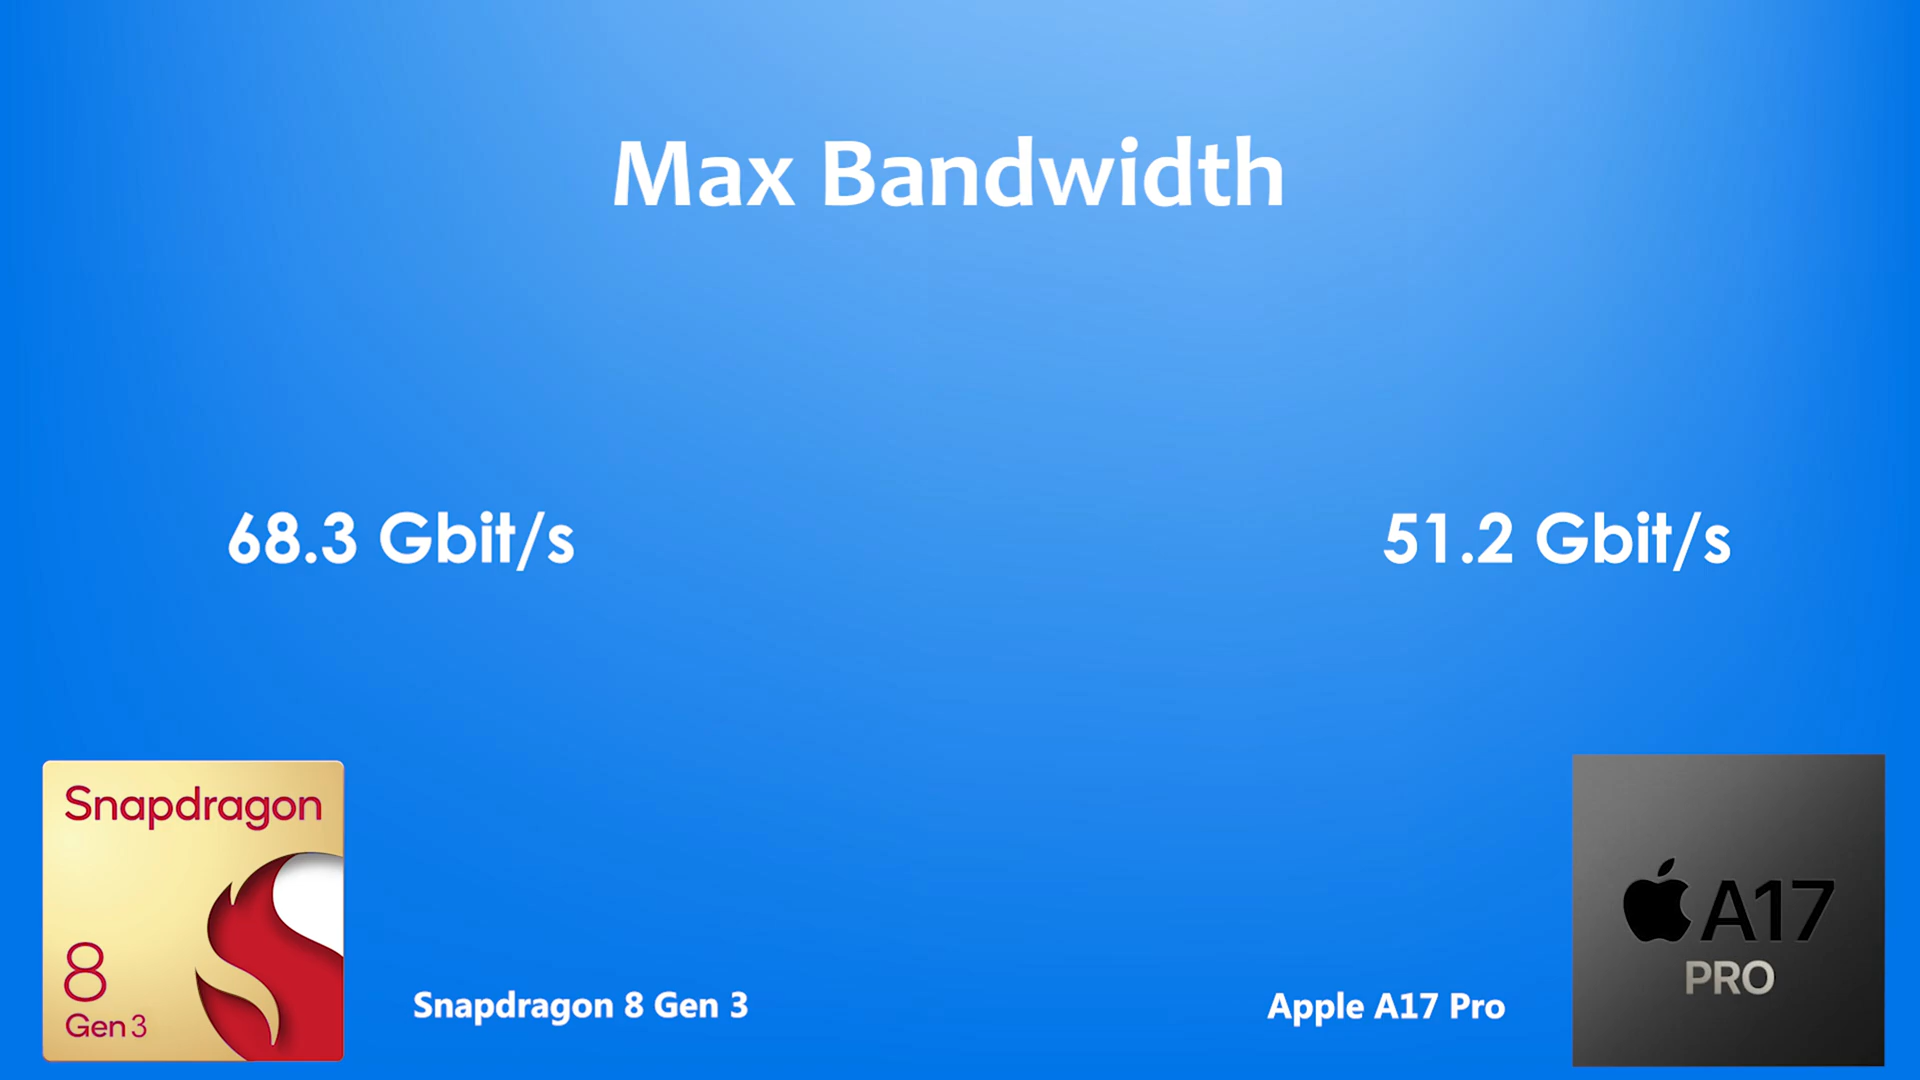 Max Bandwidth
68.3 Gbit/s
51.2 Gbit/s
Snapdragon
8
Gen 3
Snapdragon 8 Gen 3
Apple A17 Pro
A17
PRO